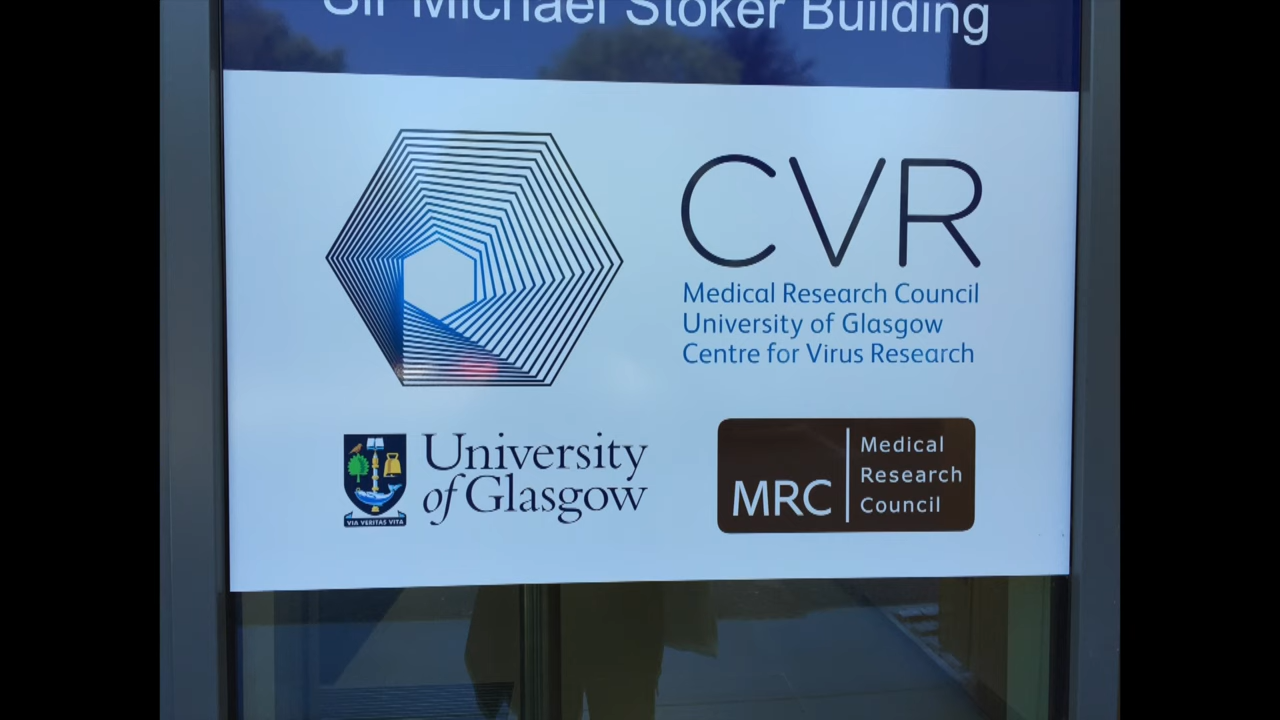 Sir Michael Stoker Building
CVR
Medical Research Council
University of Glasgow
Centre for Virus Research
University
of Glasgow
VIA VERITAS VITA
MRC
Medical
Research
Council